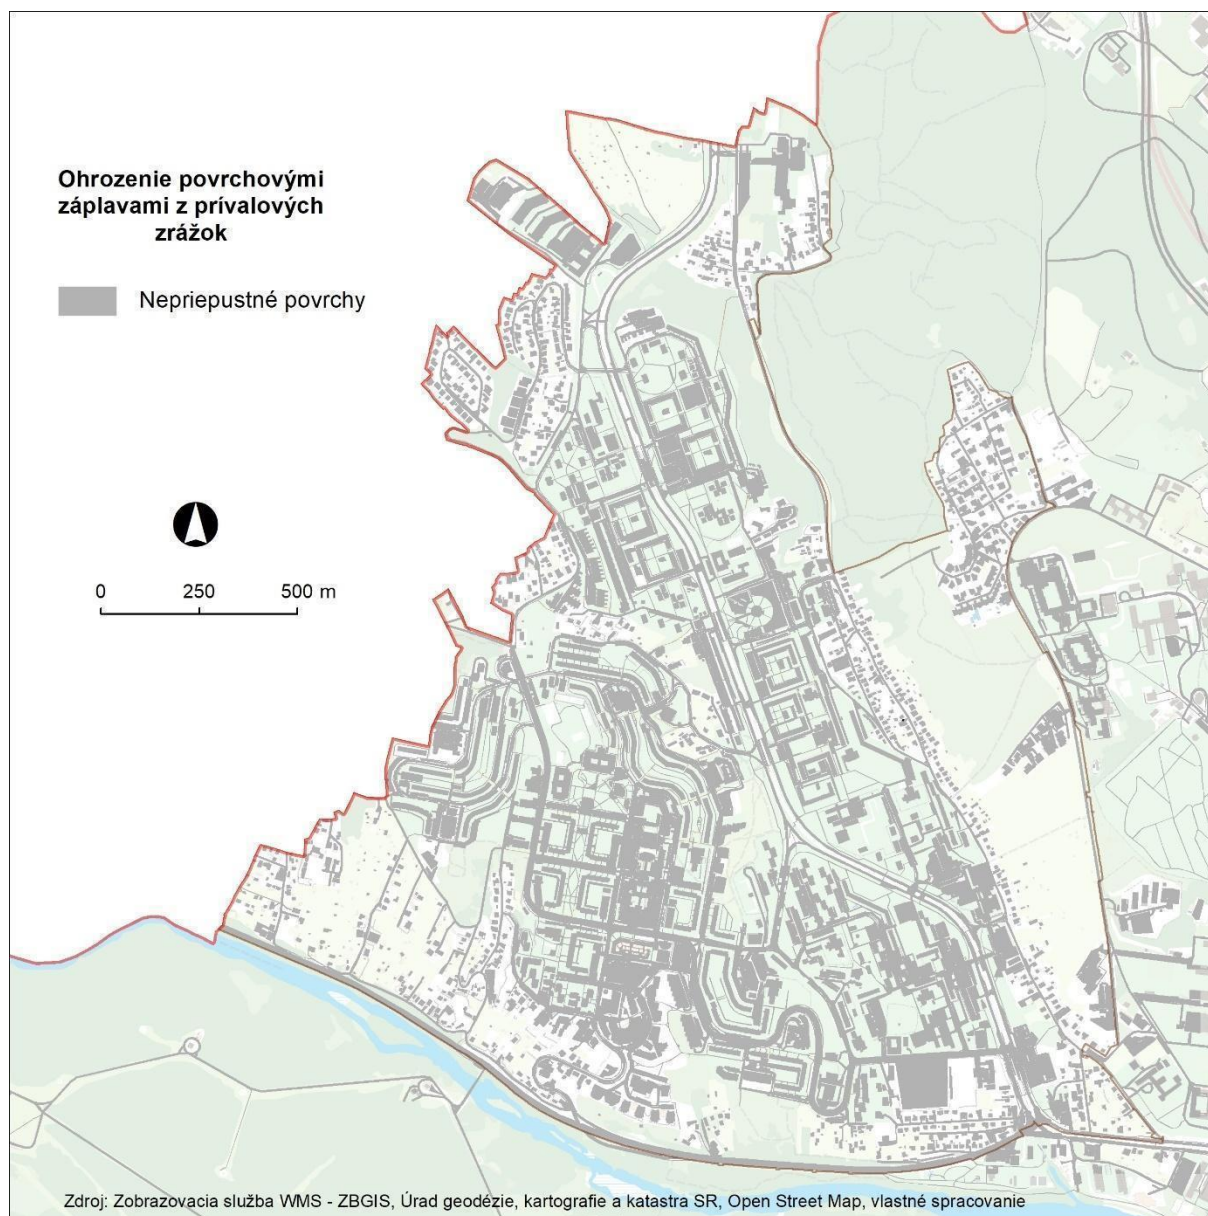 Ohrozenie povrchovými
záplavami z prívalových
zrážok
Nepriepustné povrchy
0 250 500 m
Zdroj: Zobrazovacia služba WMS - ZBGIS, Úrad geodézie, kartografie a katastra SR, Open Street Map, vlastné spracovanie